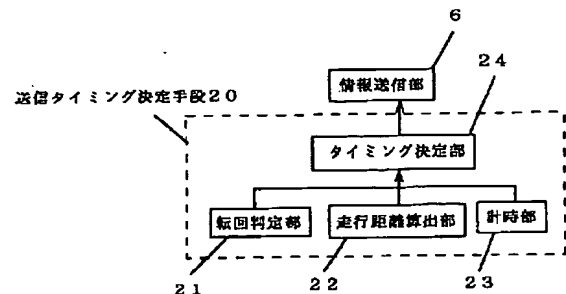 6
情報送信部
24
送信タイミング決定手段20
タイミング決定部
転回判定部
走行距離算出部
計時部
21
22
23